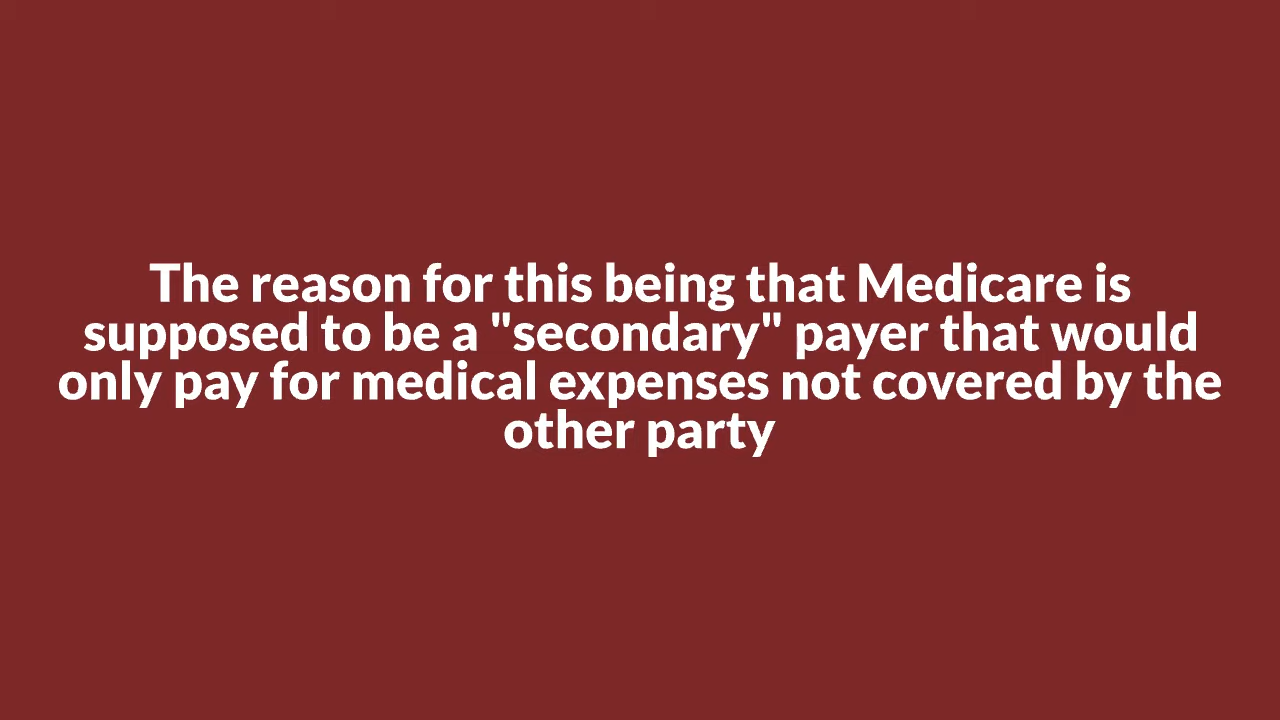 The reason for this being that Medicare is
supposed to be a "secondary" payer that would
only pay for medical expenses not covered by the
other party